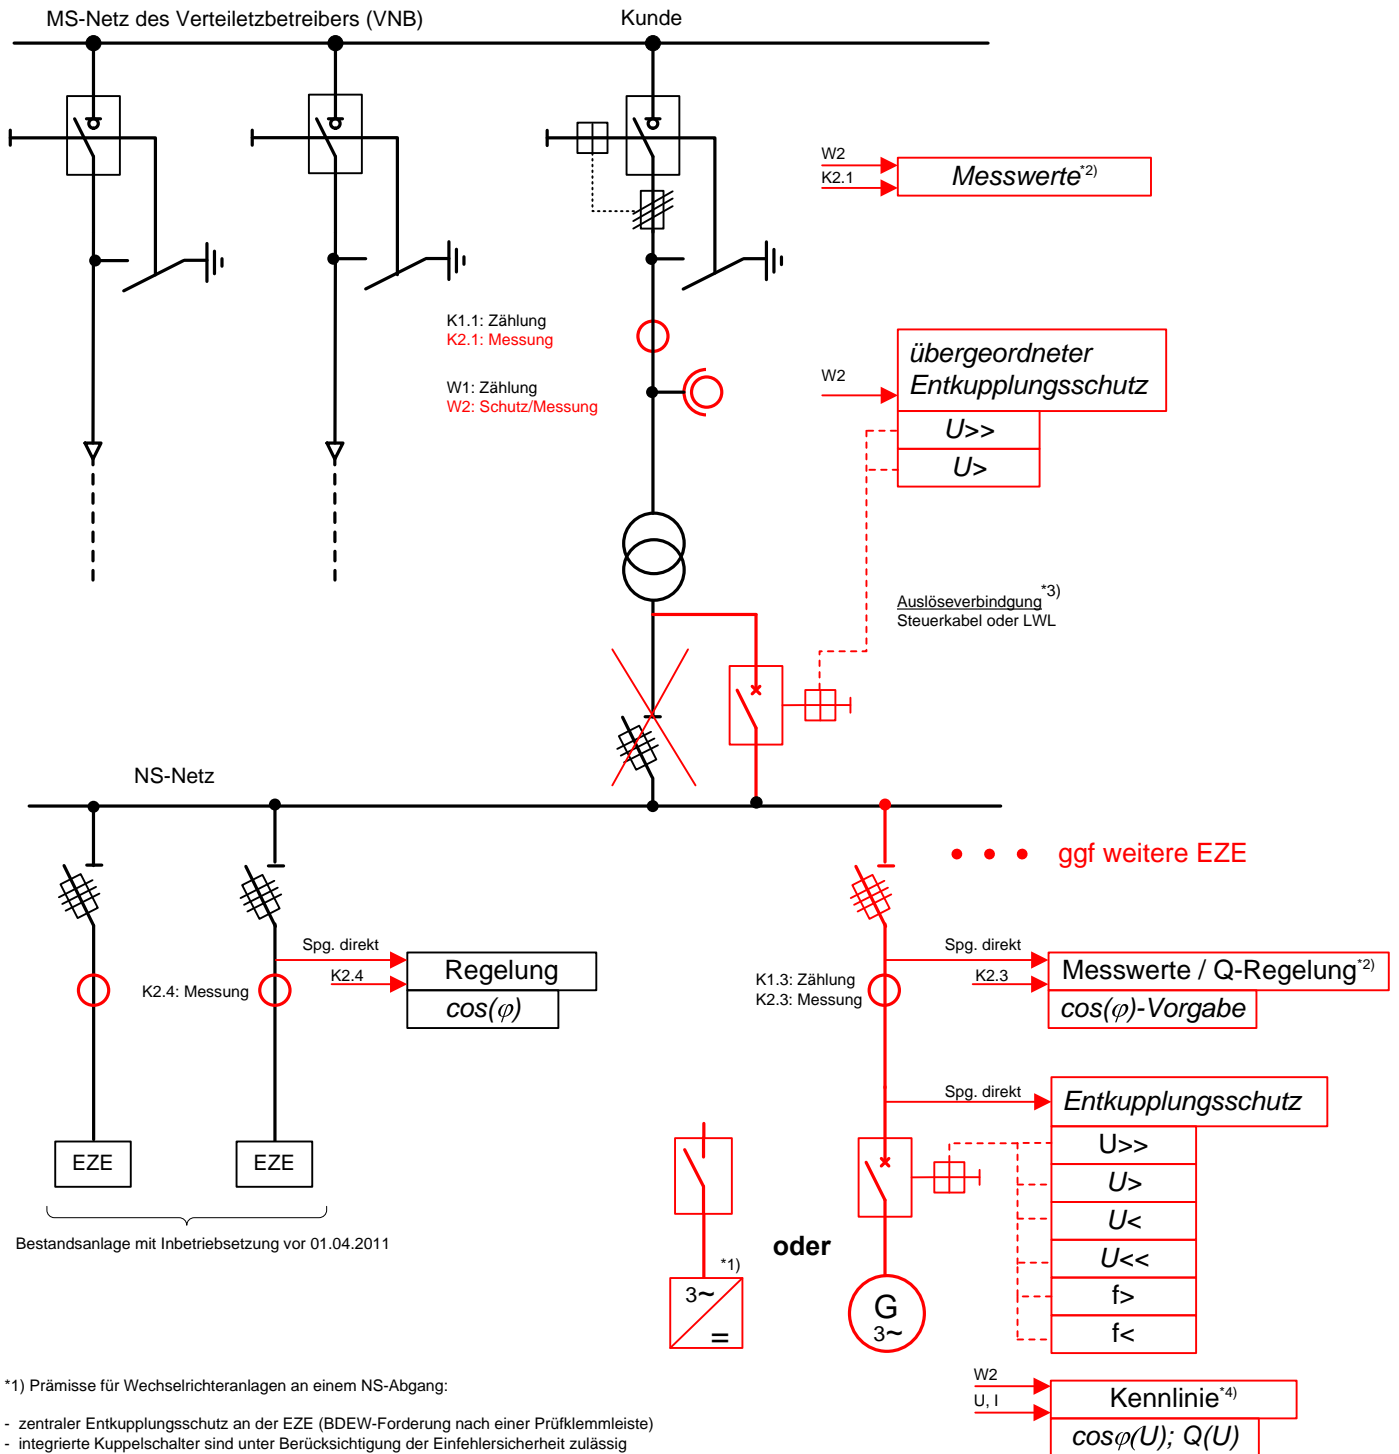 MS-Netz des Verteiletzbetreibers (VNB)
Kunde
W2
K2.1
Messwerte*2)
K1.1: Zählung
K2.1: Messung
W1: Zählung
W2: Schutz/Messung
W2
übergeordneter
Entkupplungsschutz
U>>
U>
Auslöseverbindgung*3)
Steuerkabel oder LWL
NS-Netz
ggf weitere EZE
Spg. direkt
K2.4
Regelung
cos(φ)
K2.4: Messung
K1.3: Zählung
K2.3: Messung
Spg. direkt
K2.3
Messwerte / Q-Regelung*2)
cos(φ)-Vorgabe
Spg. direkt
Entkupplungsschutz
U>>
U>
U<
U<<
f>
f<
EZE
EZE
Bestandsanlage mit Inbetriebsetzung vor 01.04.2011
*1)
3~
=
oder
G
3~
W2
U, I
Kennlinie*4)
cosφ(U); Q(U)
*1) Prämisse für Wechselrichteranlagen an einem NS-Abgang:
- zentraler Entkupplungsschutz an der EZE (BDEW-Forderung nach einer Prüfklemmleiste)
- integrierte Kuppelschalter sind unter Berücksichtigung der Einfehlersicherheit zulässig